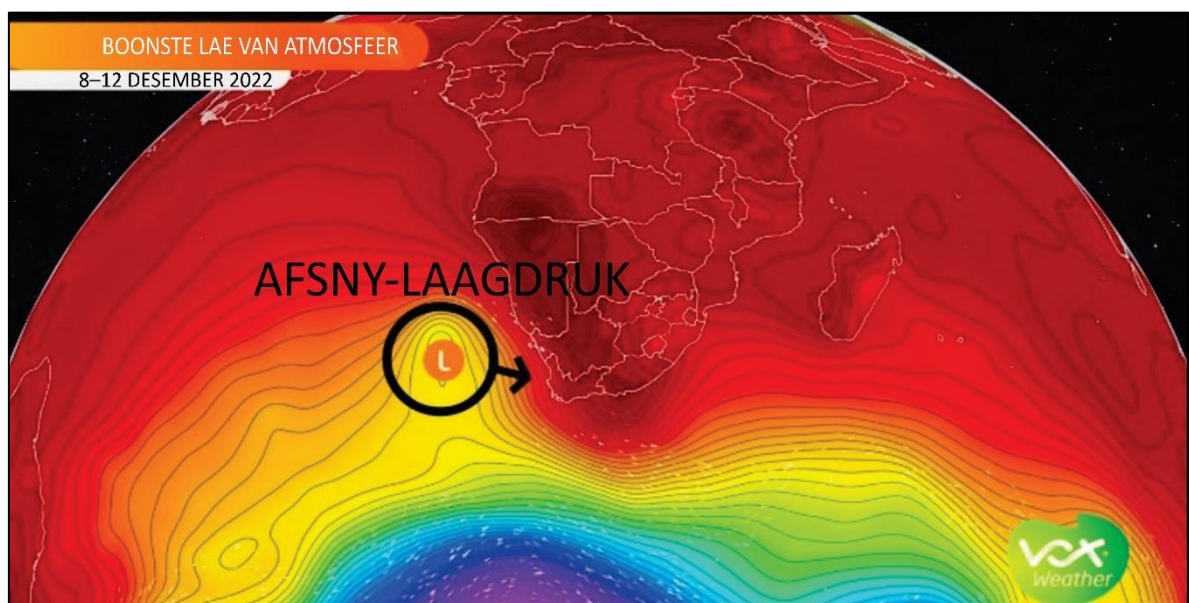 BOONSTE LAE VAN ATMOSFEER
8–12 DESEMBER 2022
AFSNY-LAAGDRUK
L
VOX
Weather